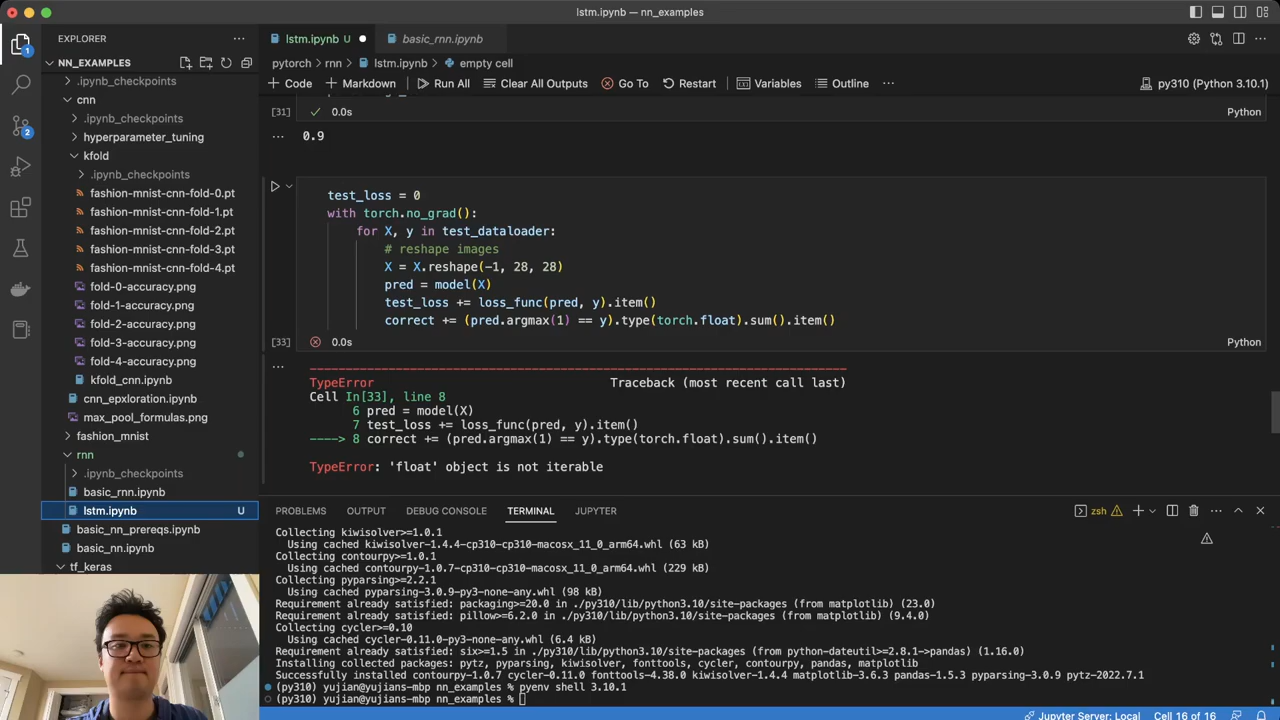 lstm.ipynb — nn_examples
EXPLORER
lstm.ipynb U
basic_rnn.ipynb
NN_EXAMPLES
pytorch > rnn > lstm.ipynb > empty cell
+ Code + Markdown Run All Clear All Outputs Go To Restart Variables Outline ··· py310 (Python 3.10.1)
.ipynb_checkpoints
cnn
.ipynb_checkpoints
hyperparameter_tuning
kfold
.ipynb_checkpoints
fashion-mnist-cnn-fold-0.pt
fashion-mnist-cnn-fold-1.pt
fashion-mnist-cnn-fold-2.pt
fashion-mnist-cnn-fold-3.pt
fashion-mnist-cnn-fold-4.pt
fold-0-accuracy.png
fold-1-accuracy.png
fold-2-accuracy.png
fold-3-accuracy.png
fold-4-accuracy.png
kfold_cnn.ipynb
cnn_epxloration.ipynb
max_pool_formulas.png
fashion_mnist
rnn
.ipynb_checkpoints
basic_rnn.ipynb
lstm.ipynb U
basic_nn_prereqs.ipynb
basic_nn.ipynb
tf_keras
1
2
[31] 0.0s Python
0.9
test_loss = 0
with torch.no_grad():
for X, y in test_dataloader:
# reshape images
X = X.reshape(-1, 28, 28)
pred = model(X)
test_loss += loss_func(pred, y).item()
correct += (pred.argmax(1) == y).type(torch.float).sum().item()
[33] 0.0s Python
TypeError Traceback (most recent call last)
Cell In[33], line 8
6 pred = model(X)
7 test_loss += loss_func(pred, y).item()
----> 8 correct += (pred.argmax(1) == y).type(torch.float).sum().item()
TypeError: 'float' object is not iterable
PROBLEMS OUTPUT DEBUG CONSOLE TERMINAL JUPYTER zsh
Collecting kiwisolver>=1.0.1
Using cached kiwisolver-1.4.4-cp310-cp310-macosx_11_0_arm64.whl (63 kB)
Collecting contourpy>=1.0.1
Using cached contourpy-1.0.7-cp310-cp310-macosx_11_0_arm64.whl (229 kB)
Collecting pyparsing>=2.2.1
Using cached pyparsing-3.0.9-py3-none-any.whl (98 kB)
Requirement already satisfied: packaging>=20.0 in ./py310/lib/python3.10/site-packages (from matplotlib) (23.0)
Requirement already satisfied: pillow>=6.2.0 in ./py310/lib/python3.10/site-packages (from matplotlib) (9.4.0)
Collecting cycler>=0.10
Using cached cycler-0.11.0-py3-none-any.whl (6.4 kB)
Requirement already satisfied: six>=1.5 in ./py310/lib/python3.10/site-packages (from python-dateutil>=2.8.1->pandas) (1.16.0)
Installing collected packages: pytz, pyparsing, kiwisolver, fonttools, cycler, contourpy, pandas, matplotlib
Successfully installed contourpy-1.0.7 cycler-0.11.0 fonttools-4.38.0 kiwisolver-1.4.4 matplotlib-3.6.3 pandas-1.5.3 pyparsing-3.0.9 pytz-2022.7.1
(py310) yujian@yujians-mbp nn_examples % pyenv shell 3.10.1
(py310) yujian@yujians-mbp nn_examples %
Jupyter Server: Local Cell 16 of 16